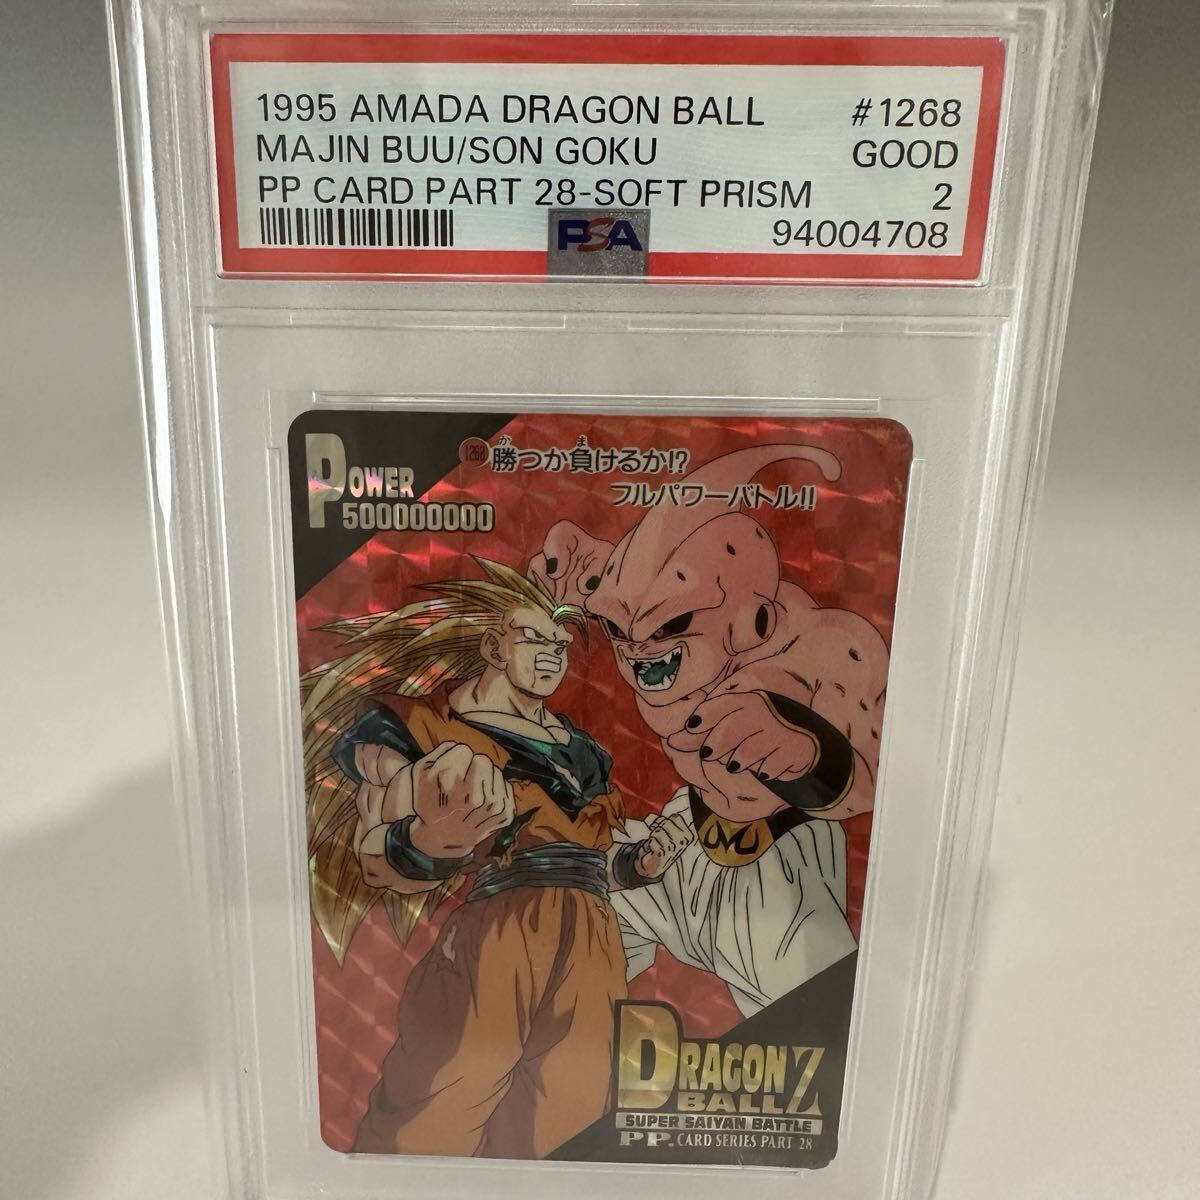 1995 AMADA DRAGON BALL #1268
MAJIN BUU/SON GOKU GOOD
PP CARD PART 28-SOFT PRISM 2
PSA 94004708
POWER
500000000
1268 勝つか負けるか!?
か ま
フルパワーバトル!!
DRAGON
BALL Z
SUPER SAIYAN BATTLE
PP. CARD SERIES PART 28